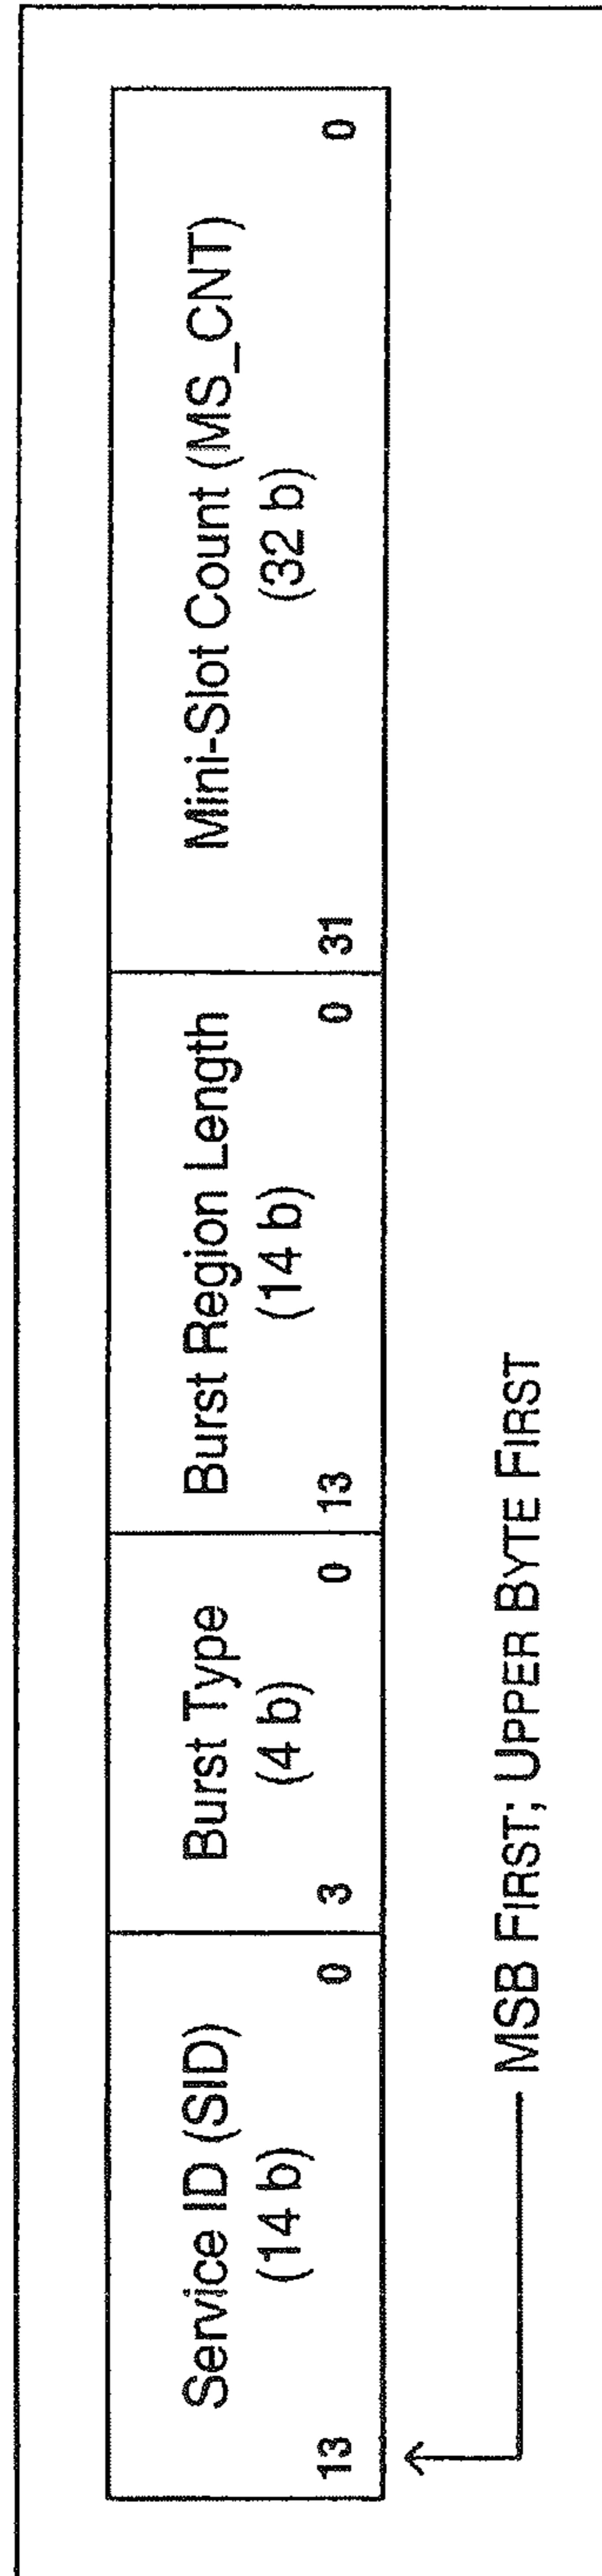 Service ID (SID)
(14 b)
13 0
Burst Type
(4 b)
3 0
Burst Region Length
(14 b)
13 0
Mini-Slot Count (MS_CNT)
(32 b)
31 0
MSB FIRST; UPPER BYTE FIRST